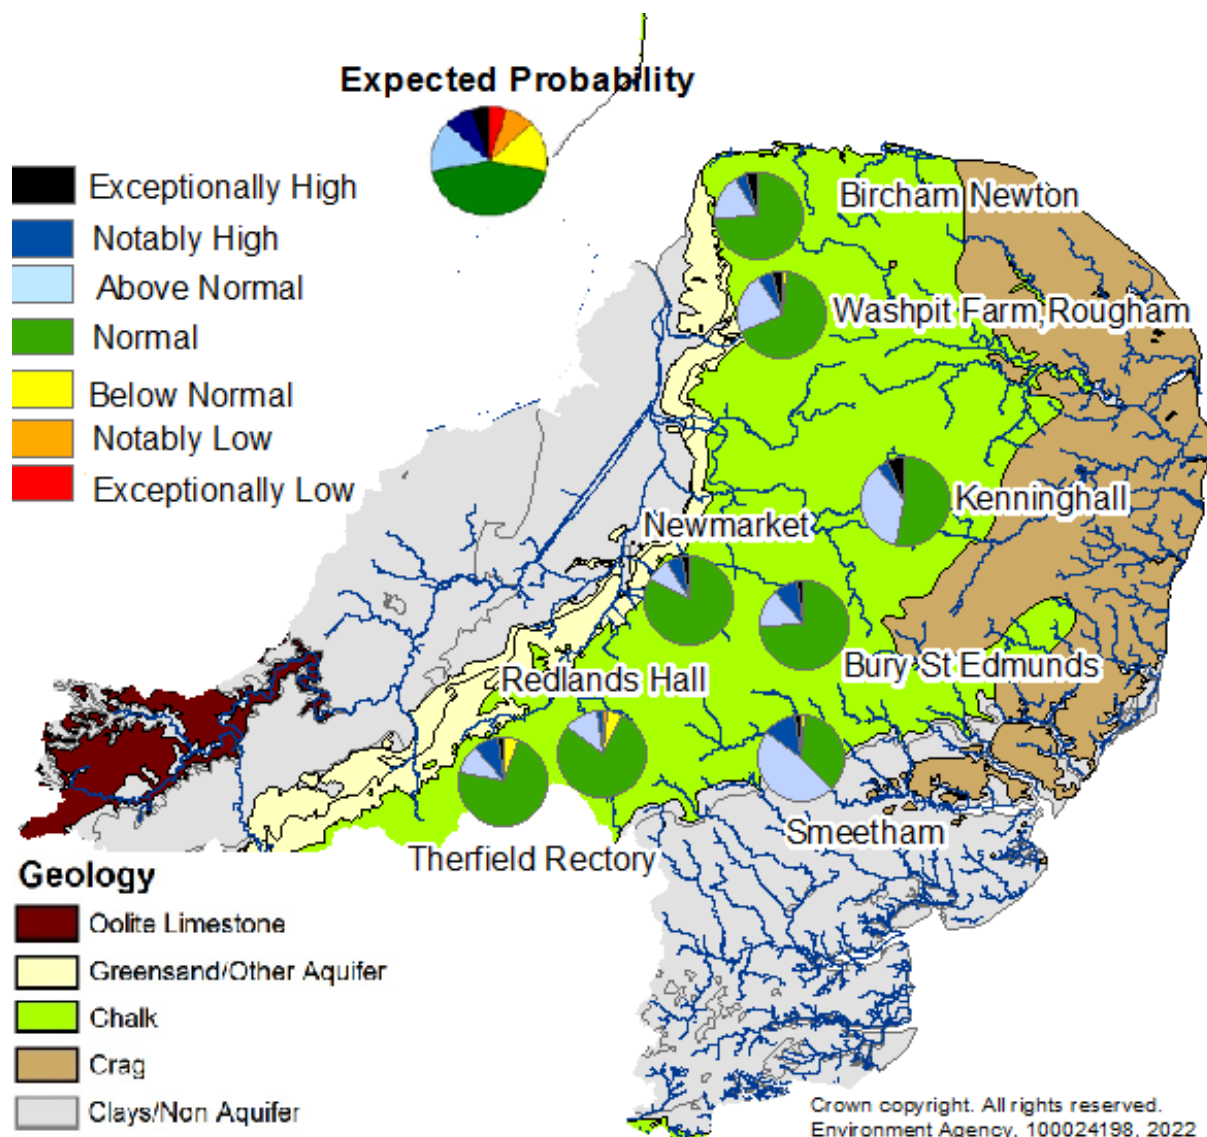 Expected Probability
Exceptionally High
Notably High
Above Normal
Normal
Below Normal
Notably Low
Exceptionally Low
Bircham Newton
Washpit Farm,Rougham
Kenninghall
Newmarket
Bury St Edmunds
Redlands Hall
Smeetham
Therfield Rectory
Geology
Oolite Limestone
Greensand/Other Aquifer
Chalk
Crag
Clays/Non Aquifer
Crown copyright. All rights reserved.
Environment Agency, 100024198, 2022